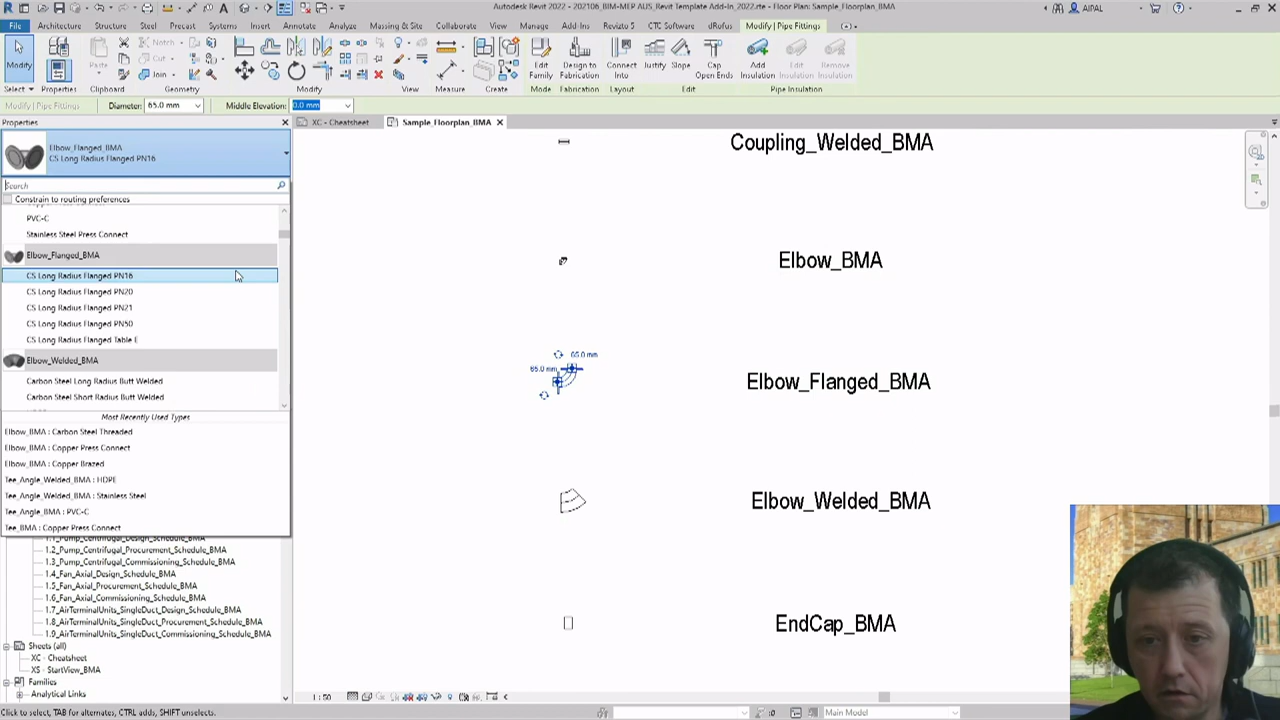 Autodesk Revit 2022 - 202106_BIM-MEP AUS_Revit Template Add-In_2022.rte - Floor Plan: Sample_Floorplan_BMA
AIPAL
File Architecture Structure Steel Precast Systems Insert Annotate Analyze Massing & Site Collaborate View Manage Add-Ins Revizto 5 CTC Software Rufus Modify | Pipe Fittings
Modify Properties Paste Notch Cut Join Edit Family Design to Fabrication Connect Into Justify Slope Cap Open Ends Add Insulation Edit Insulation Remove Insulation
Select Properties Clipboard Geometry Modify View Measure Create Mode Fabrication Layout Edit Pipe Insulation
Modify | Pipe Fittings Diameter: 65.0 mm Middle Elevation: 0.0 mm
Properties
XC - Cheatsheet
Sample_Floorplan_BMA
Elbow_Flanged_BMA
CS Long Radius Flanged PN16
Search
Constrain to routing preferences
PVC-C
Stainless Steel Press Connect
Elbow_Flanged_BMA
CS Long Radius Flanged PN16
CS Long Radius Flanged PN20
CS Long Radius Flanged PN21
CS Long Radius Flanged PN50
CS Long Radius Flanged Table E
Elbow_Welded_BMA
Carbon Steel Long Radius Butt Welded
Carbon Steel Short Radius Butt Welded
Most Recently Used Types
Elbow_BMA : Carbon Steel Threaded
Elbow_BMA : Copper Press Connect
Elbow_BMA : Copper Brazed
Tee_Angle_Welded_BMA : HDPE
Tee_Angle_Welded_BMA : Stainless Steel
Tee_Angle_BMA : PVC-C
Tee_BMA : Copper Press Connect
1.1_Pump_Centrifugal_Design_Schedule_BMA
1.2_Pump_Centrifugal_Procurement_Schedule_BMA
1.3_Pump_Centrifugal_Commissioning_Schedule_BMA
1.4_Fan_Axial_Design_Schedule_BMA
1.5_Fan_Axial_Procurement_Schedule_BMA
1.6_Fan_Axial_Commissioning_Schedule_BMA
1.7_AirTerminalUnits_SingleDuct_Design_Schedule_BMA
1.8_AirTerminalUnits_SingleDuct_Procurement_Schedule_BMA
1.9_AirTerminalUnits_SingleDuct_Commissioning_Schedule_BMA
Sheets (all)
XC - Cheatsheet
XS - StartView_BMA
Families
Analytical Links
Coupling_Welded_BMA
Elbow_BMA
65.0 mm
65.0 mm
Elbow_Flanged_BMA
Elbow_Welded_BMA
EndCap_BMA
1 : 50
Click to select, TAB for alternates, CTRL adds, SHIFT unselects.
:0
Main Model